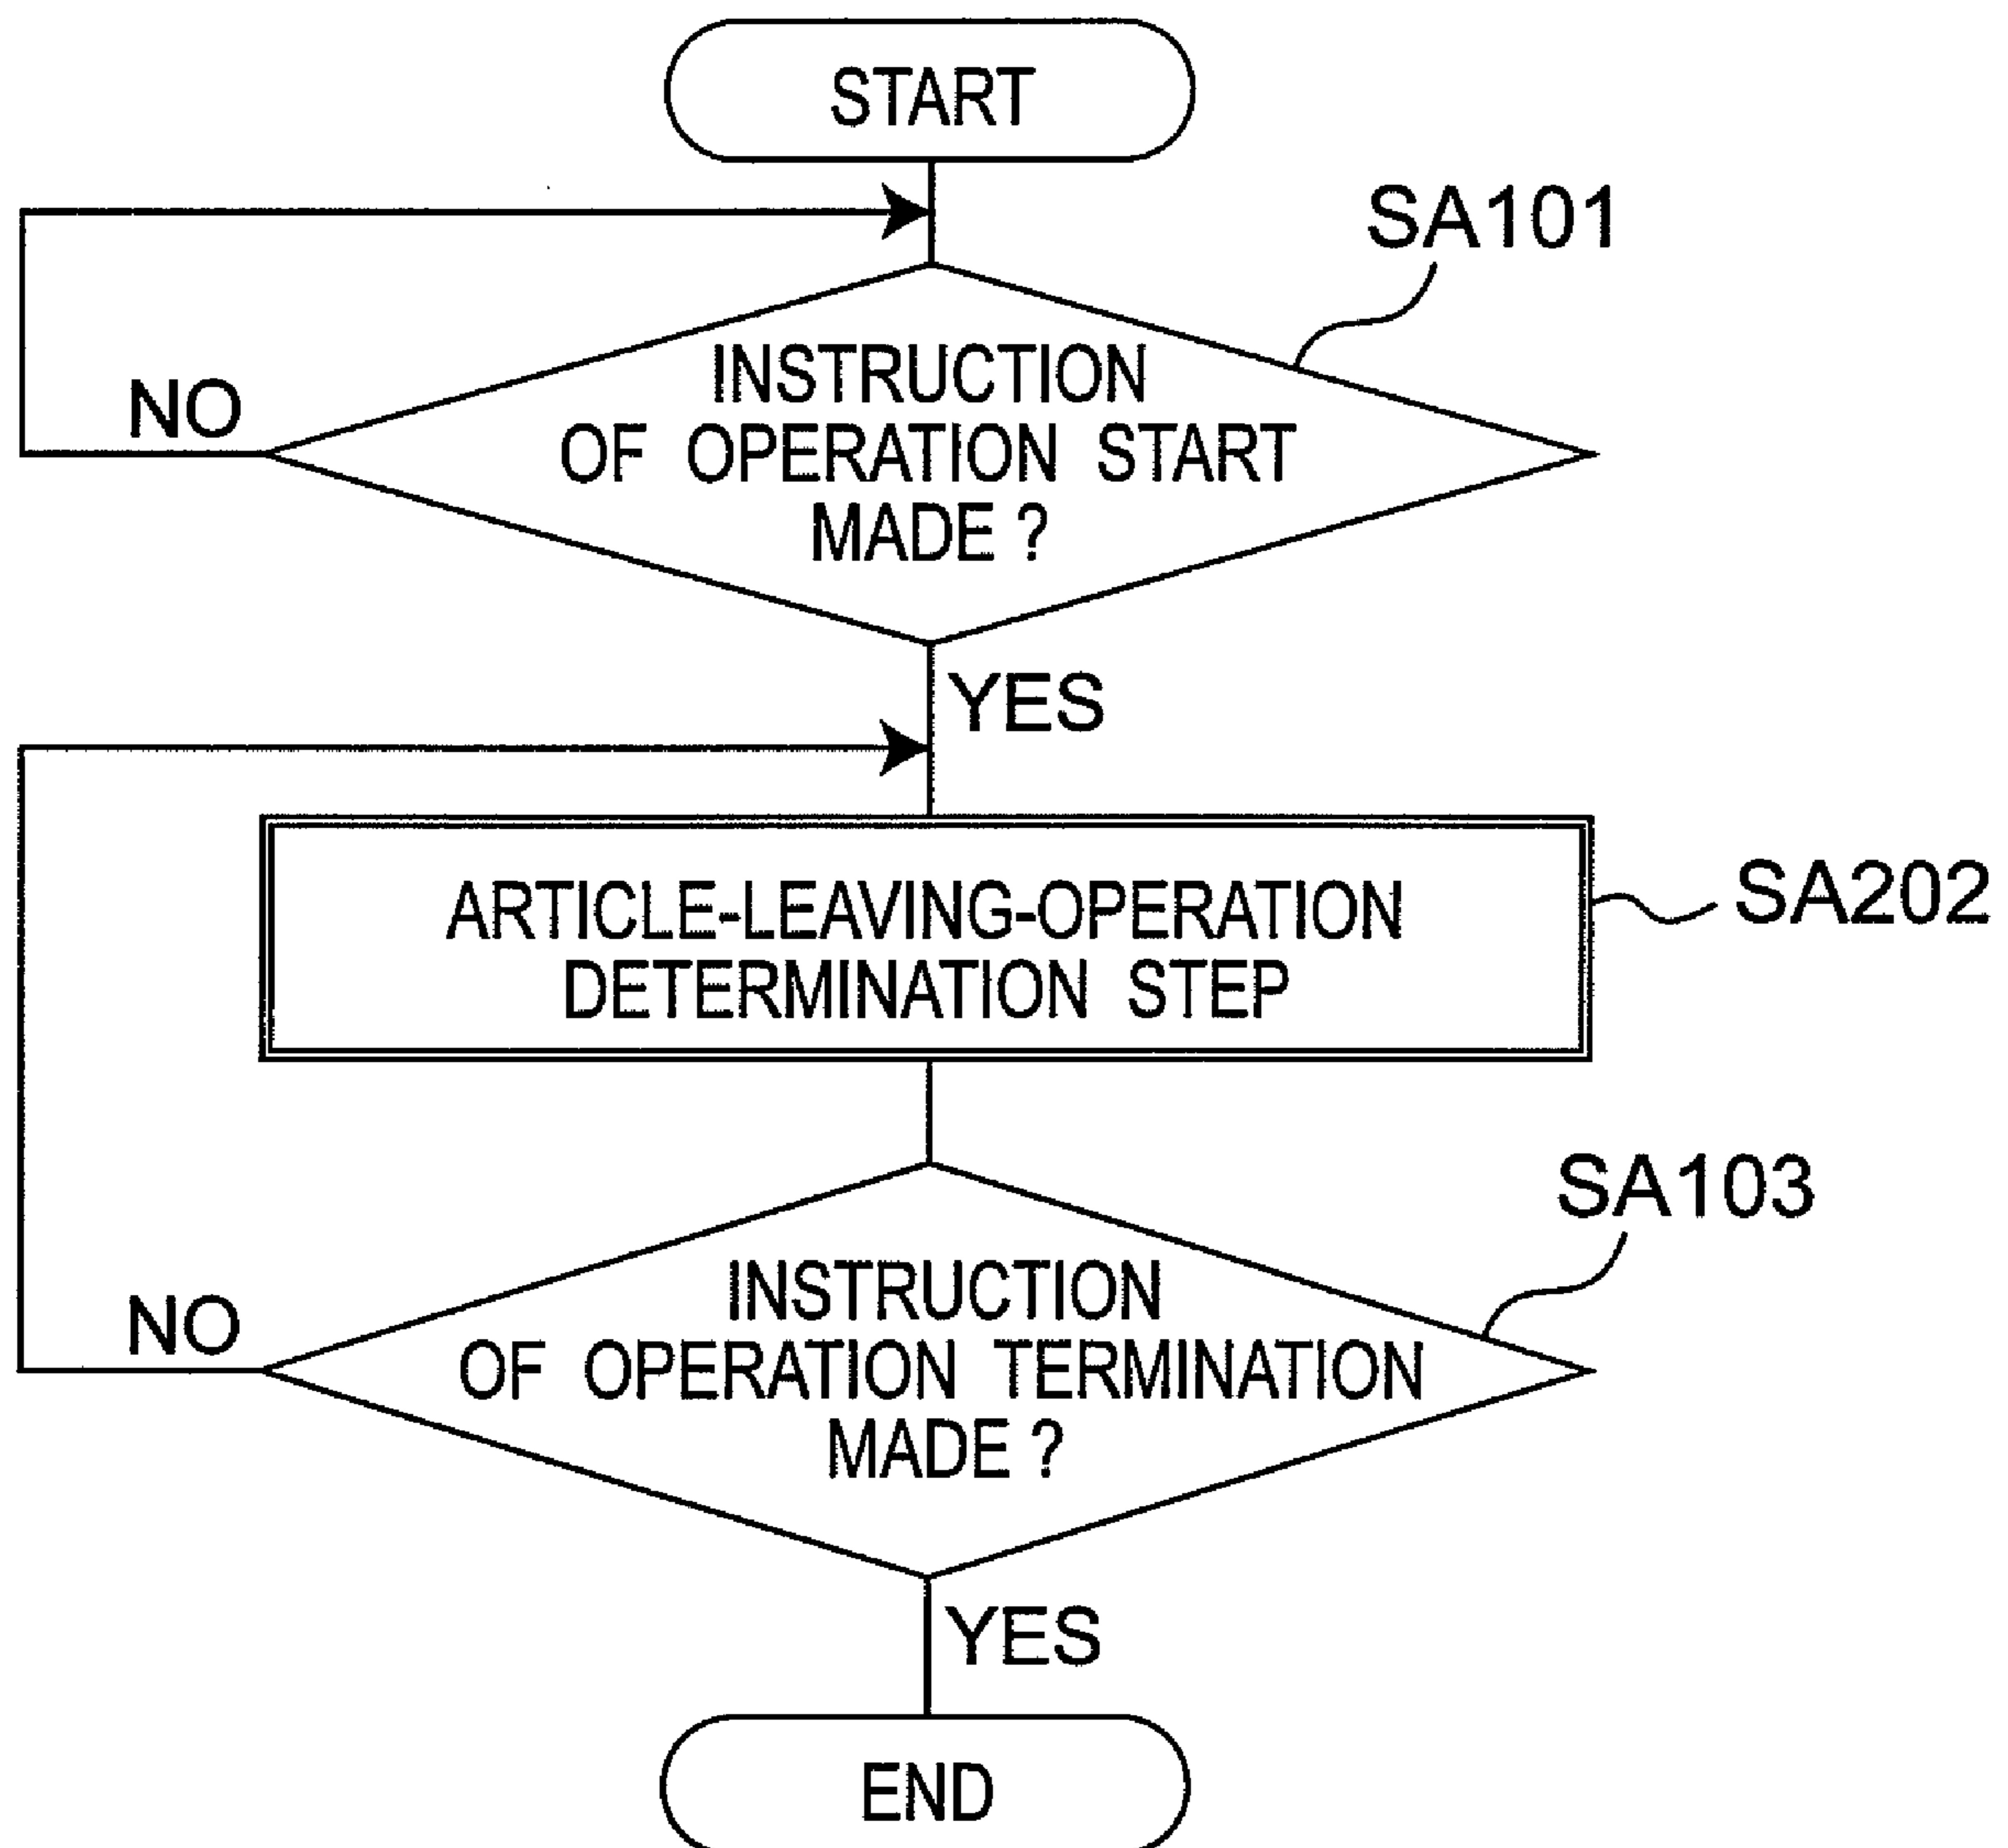 START
SA101
INSTRUCTION
OF OPERATION START
MADE ?
NO
YES
ARTICLE-LEAVING-OPERATION
DETERMINATION STEP
SA202
SA103
INSTRUCTION
OF OPERATION TERMINATION
MADE ?
NO
YES
END